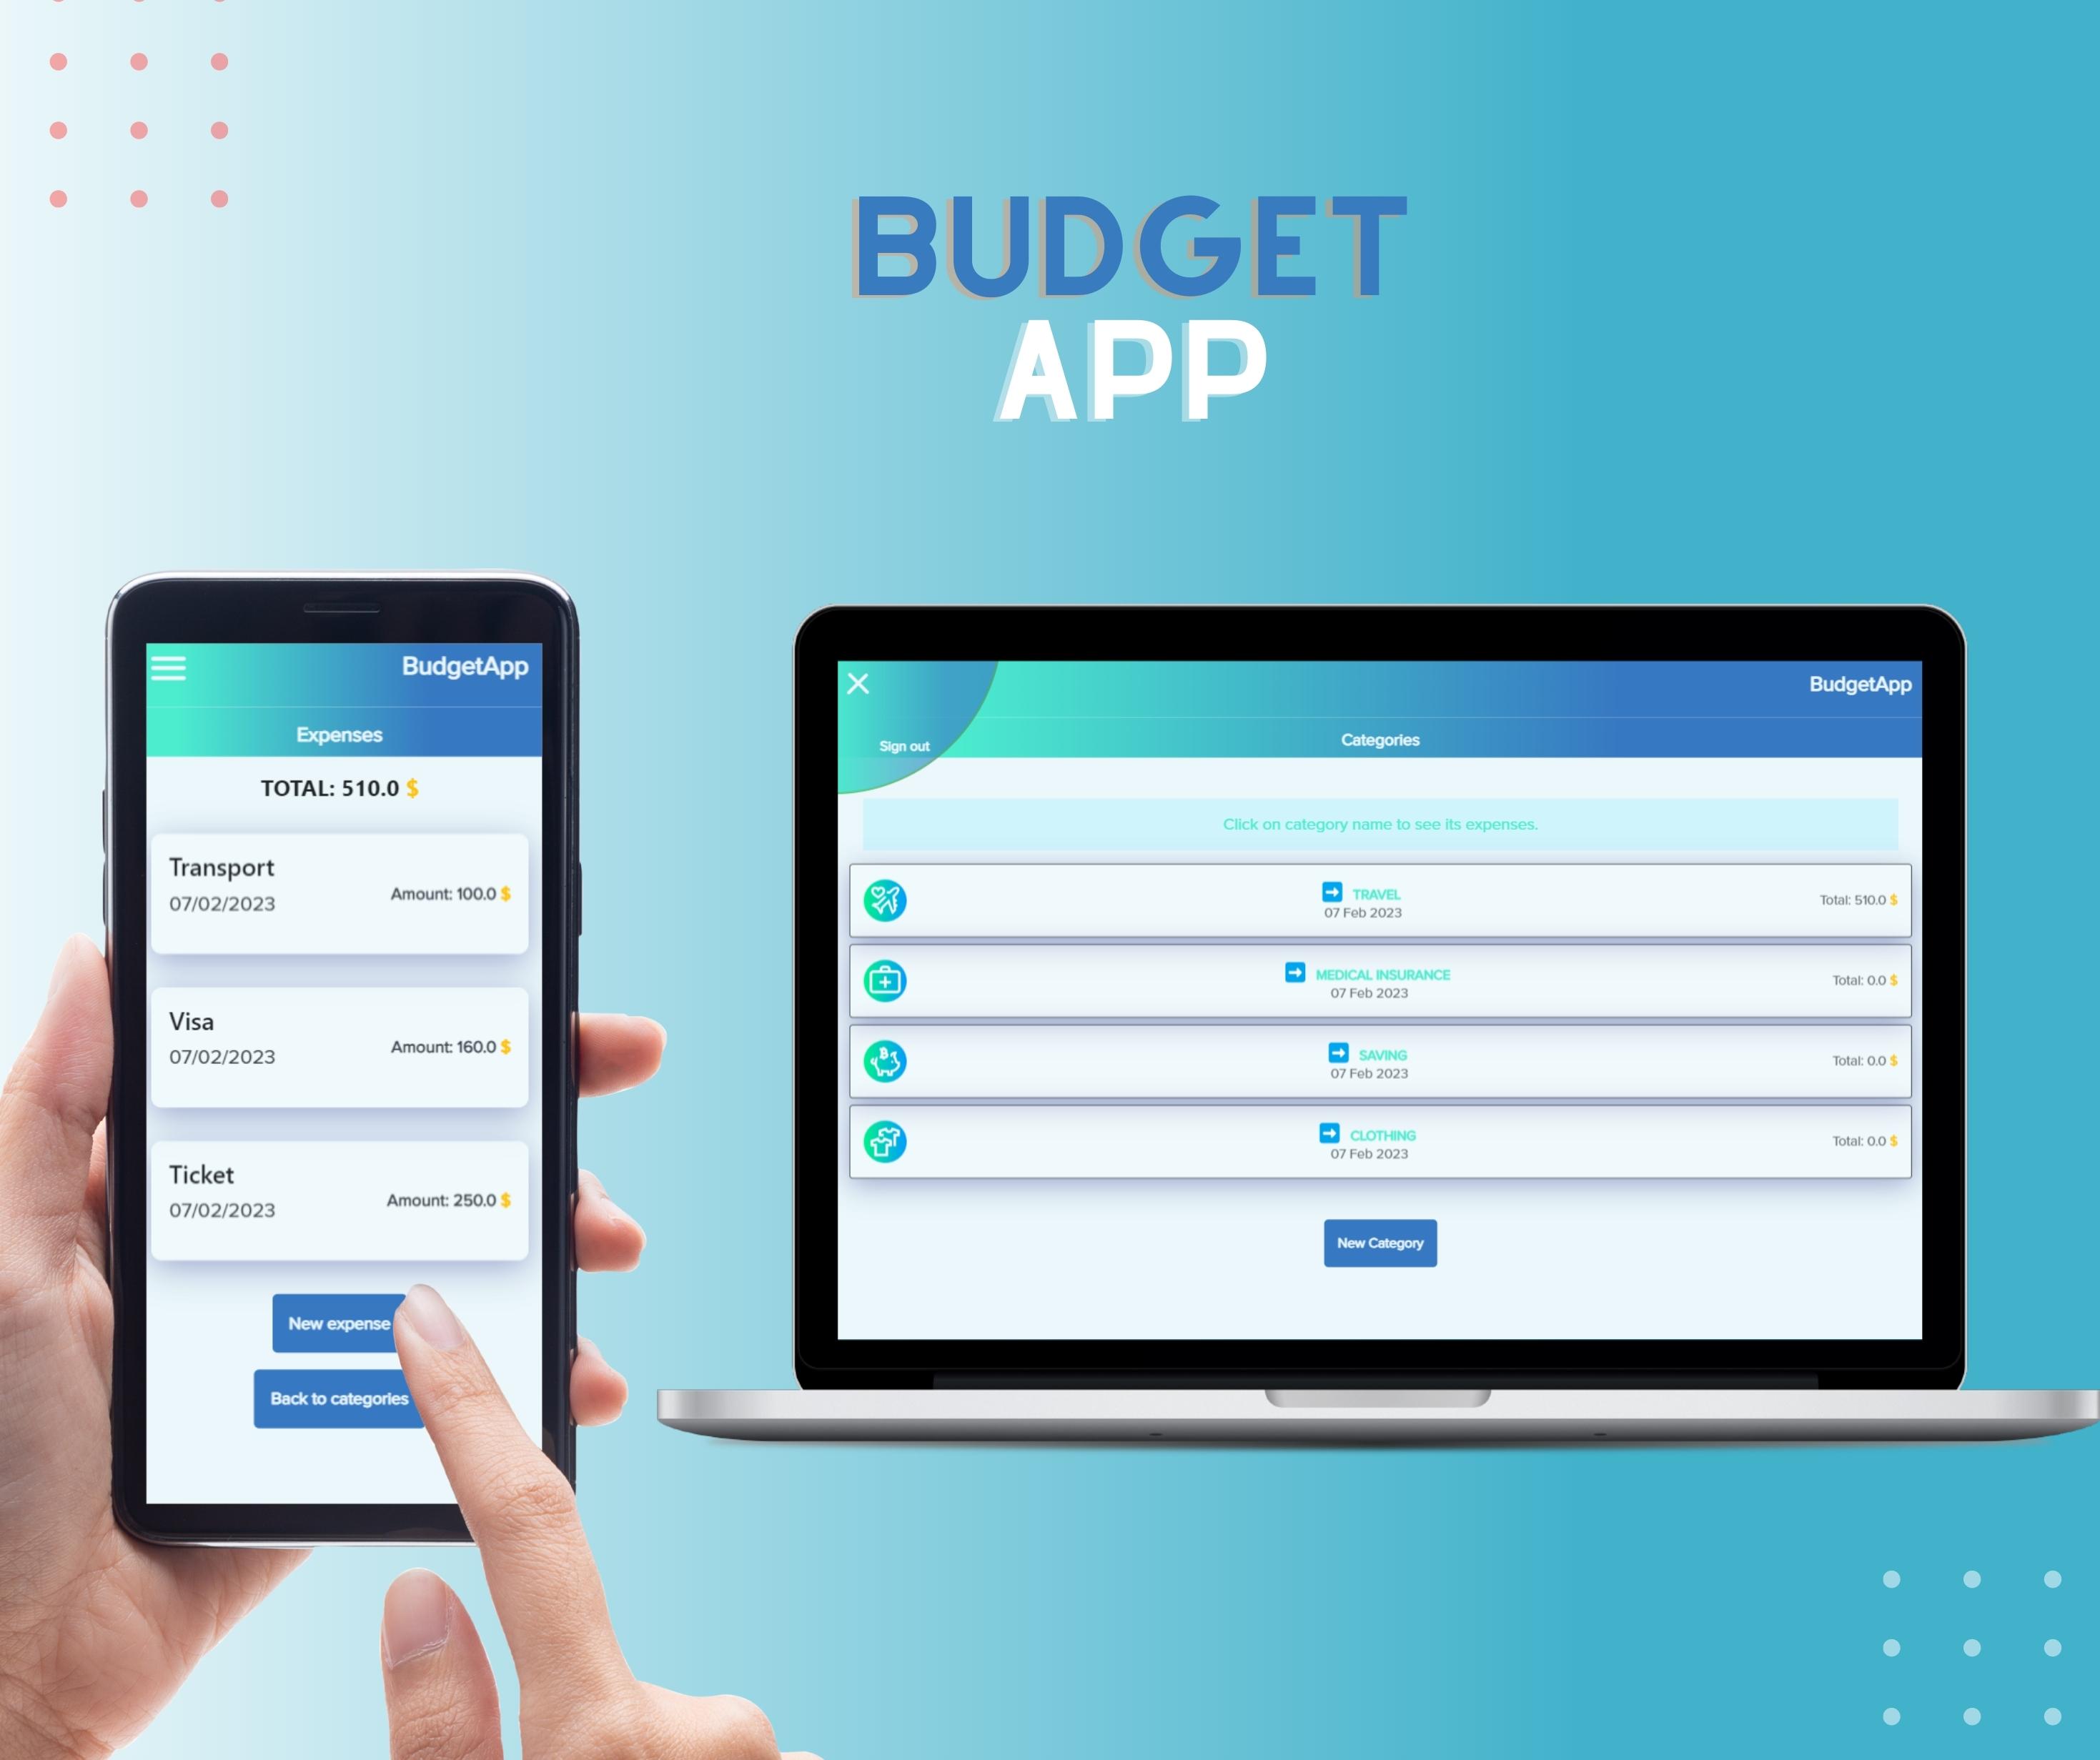 BUDGET
APP
BudgetApp
Expenses
TOTAL: 510.0 $
Transport
07/02/2023
Amount: 100.0 $
Visa
07/02/2023
Amount: 160.0 $
Ticket
07/02/2023
Amount: 250.0 $
New expense
Back to categories
BudgetApp
Sign out
Categories
Click on category name to see its expenses.
TRAVEL
07 Feb 2023
Total: 510.0 $
MEDICAL INSURANCE
07 Feb 2023
Total: 0.0 $
SAVING
07 Feb 2023
Total: 0.0 $
CLOTHING
07 Feb 2023
Total: 0.0 $
New Category